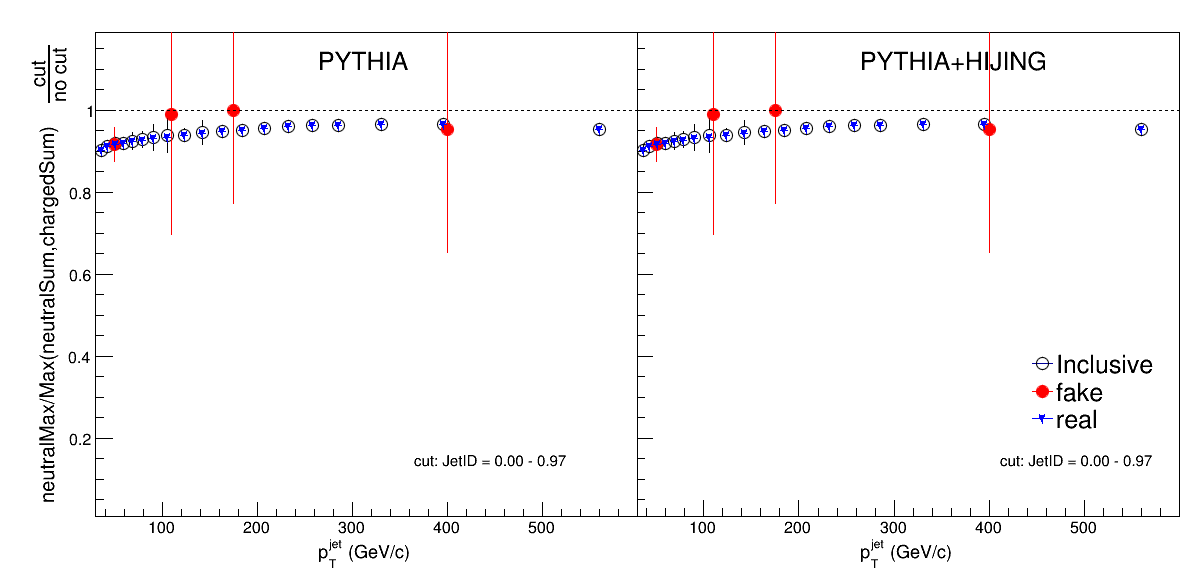 PYTHIA
PYTHIA+HIJING
cut
no cut
neutralMax/Max(neutralSum,chargedSum)
1
0.8
0.6
0.4
0.2
Inclusive
fake
real
cut: JetID = 0.00 - 0.97
cut: JetID = 0.00 - 0.97
100 200 300 400 500
100 200 300 400 500
p_T^jet (GeV/c)
p_T^jet (GeV/c)